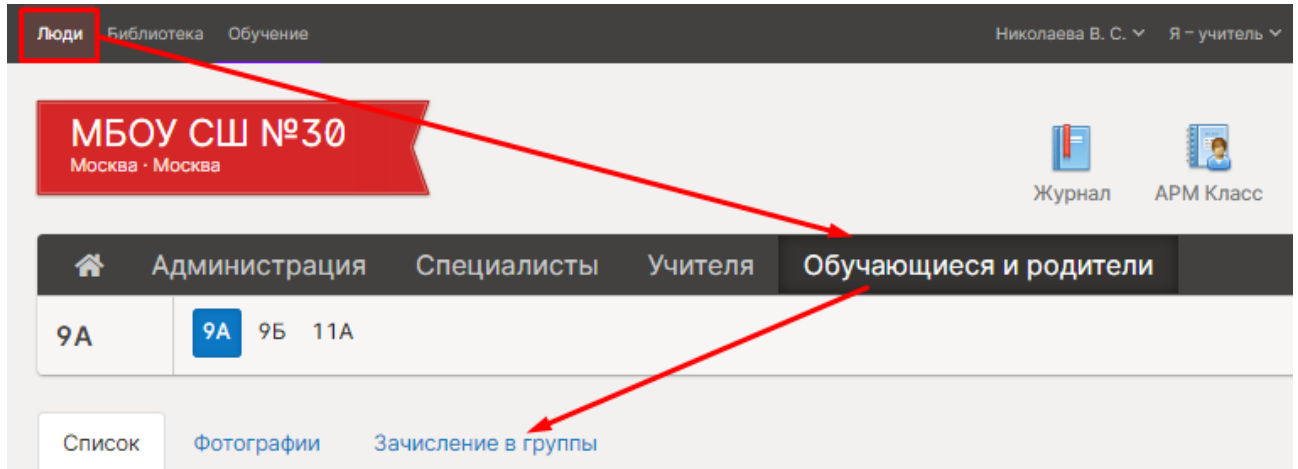 Люди Библиотека Обучение Николаева В. С. Я – учитель
МБОУ СШ №30
Москва · Москва
Журнал АРМ Класс
Администрация Специалисты Учителя Обучающиеся и родители
9А 9А 9Б 11А
Список Фотографии Зачисление в группы